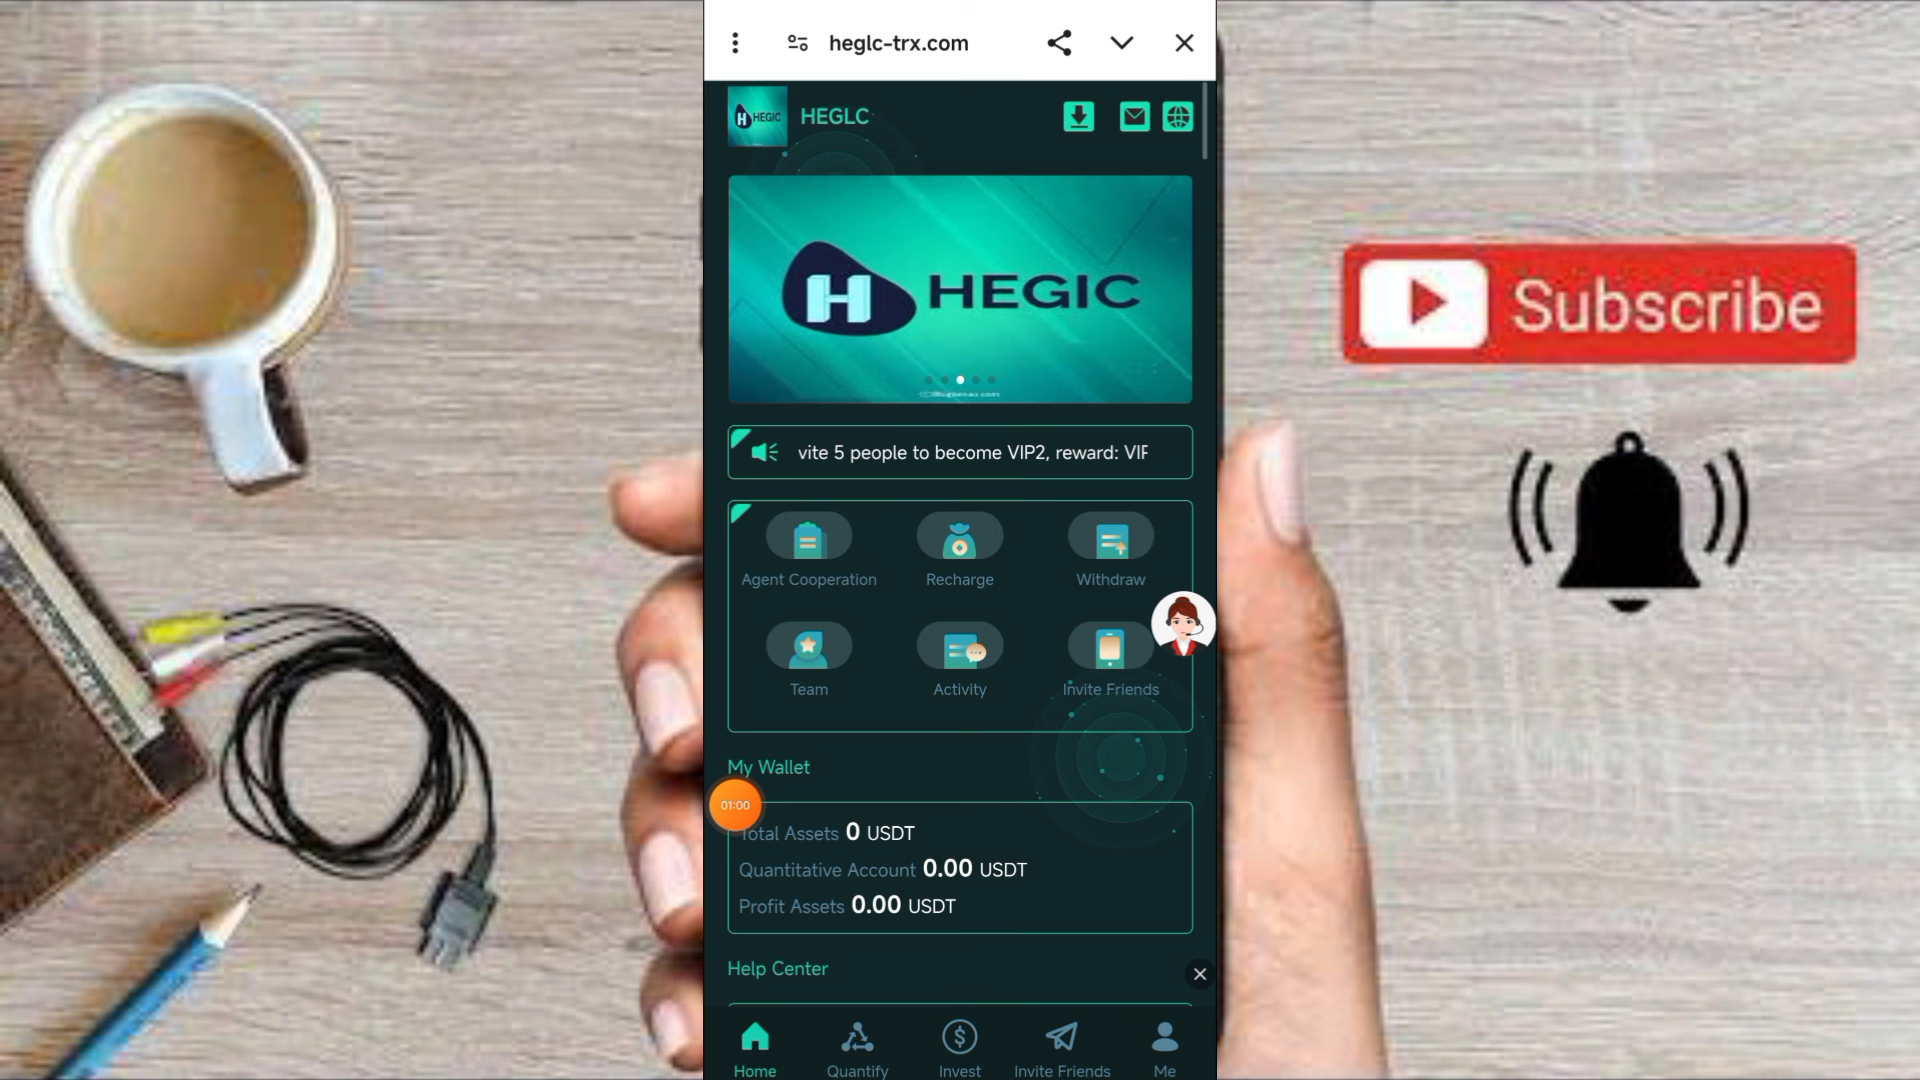 heglc-trx.com
HEGIC
HEGLC
HEGIC
vite 5 people to become VIP2, reward: VIP
Agent Cooperation
Recharge
Withdraw
Team
Activity
Invite Friends
My Wallet
01:00
Total Assets 0 USDT
Quantitative Account 0.00 USDT
Profit Assets 0.00 USDT
Help Center
Home
Quantify
Invest
Invite Friends
Me
Subscribe